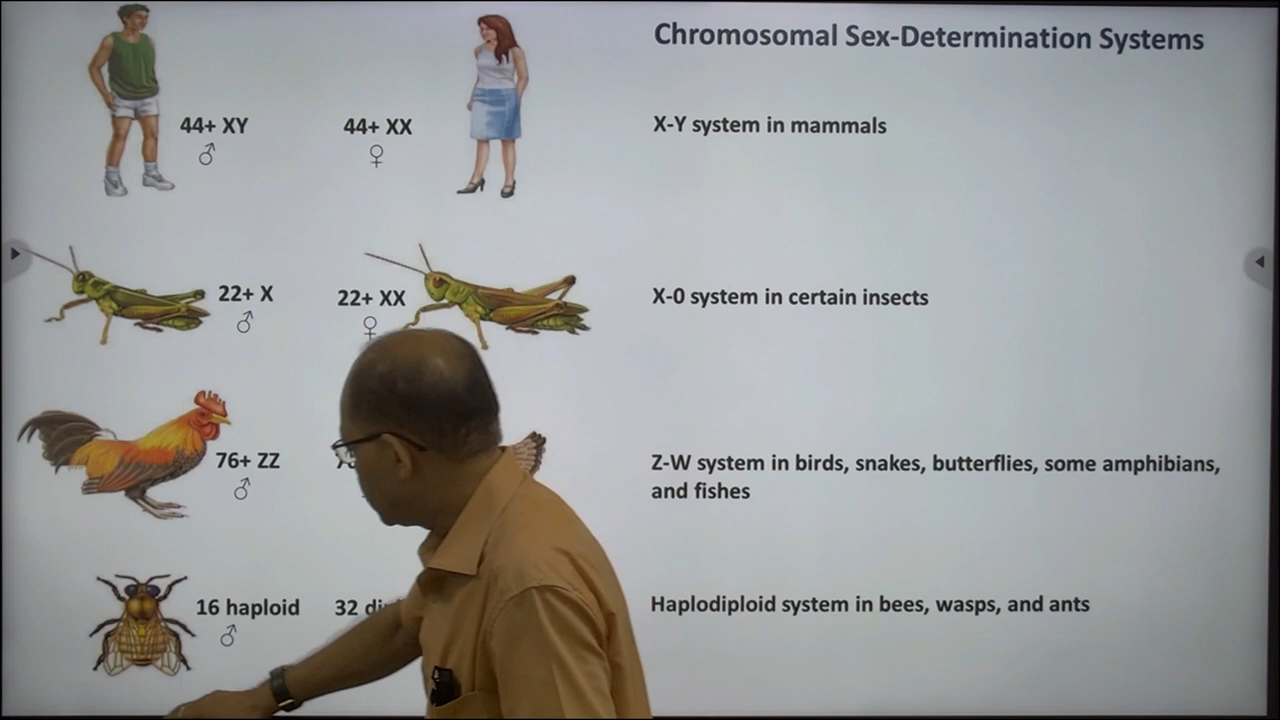 Chromosomal Sex-Determination Systems
44+ XY
44+ XX
X-Y system in mammals
♂
♀
22+ X
22+ XX
X-0 system in certain insects
♂
♀
76+ ZZ
Z-W system in birds, snakes, butterflies, some amphibians,
and fishes
♂
16 haploid
32
Haplodiploid system in bees, wasps, and ants
♂